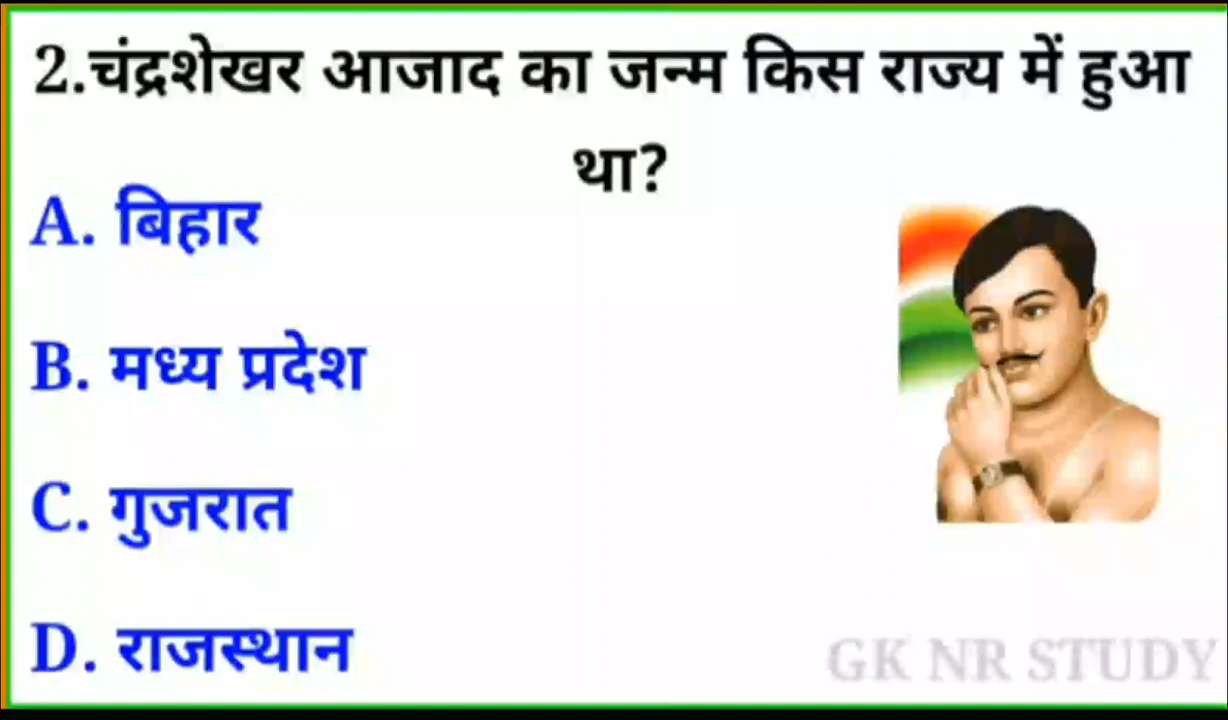 2.चंद्रशेखर आजाद का जन्म किस राज्य में हुआ
था?
A. बिहार
B. मध्य प्रदेश
C. गुजरात
D. राजस्थान
GK NR STUDY